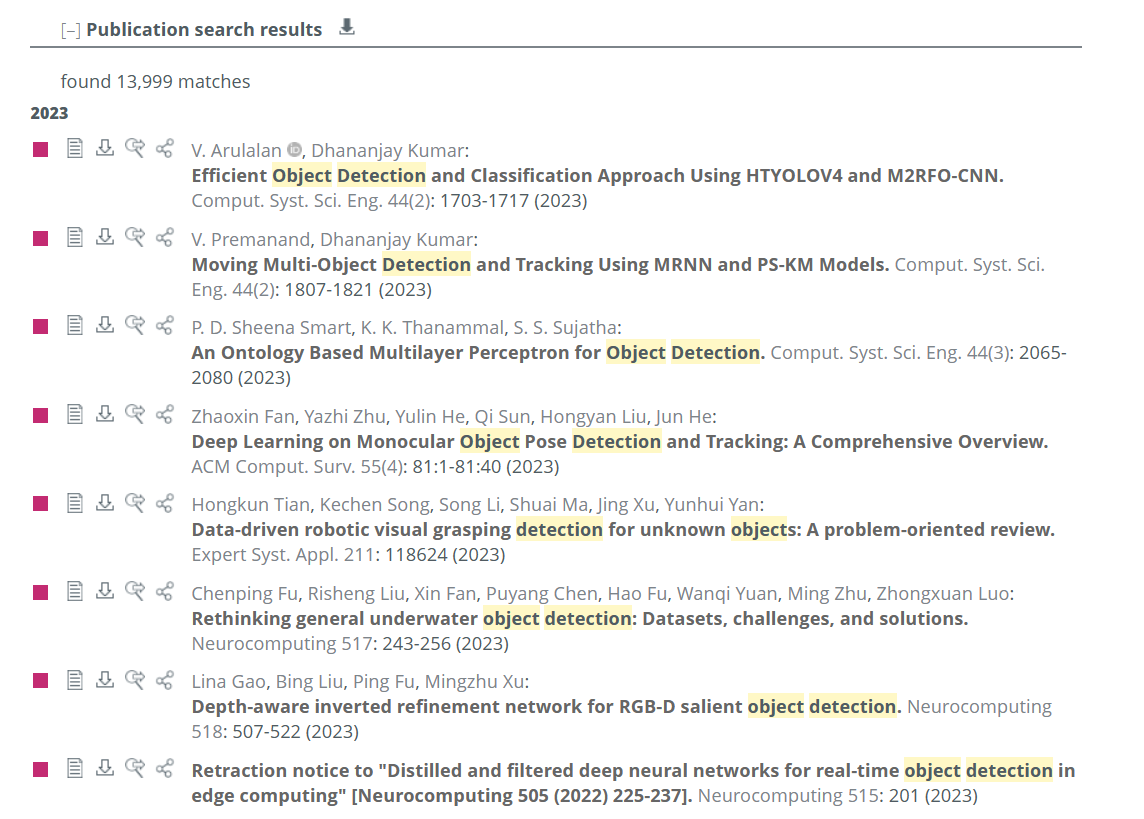 [−] Publication search results
found 13,999 matches
2023
V. Arulalan iD, Dhananjay Kumar:
Efficient Object Detection and Classification Approach Using HTYOLOV4 and M2RFO-CNN.
Comput. Syst. Sci. Eng. 44(2): 1703-1717 (2023)
V. Premanand, Dhananjay Kumar:
Moving Multi-Object Detection and Tracking Using MRNN and PS-KM Models. Comput. Syst. Sci.
Eng. 44(2): 1807-1821 (2023)
P. D. Sheena Smart, K. K. Thanammal, S. S. Sujatha:
An Ontology Based Multilayer Perceptron for Object Detection. Comput. Syst. Sci. Eng. 44(3): 2065-
2080 (2023)
Zhaoxin Fan, Yazhi Zhu, Yulin He, Qi Sun, Hongyan Liu, Jun He:
Deep Learning on Monocular Object Pose Detection and Tracking: A Comprehensive Overview.
ACM Comput. Surv. 55(4): 81:1-81:40 (2023)
Hongkun Tian, Kechen Song, Song Li, Shuai Ma, Jing Xu, Yunhui Yan:
Data-driven robotic visual grasping detection for unknown objects: A problem-oriented review.
Expert Syst. Appl. 211: 118624 (2023)
Chenping Fu, Risheng Liu, Xin Fan, Puyang Chen, Hao Fu, Wanqi Yuan, Ming Zhu, Zhongxuan Luo:
Rethinking general underwater object detection: Datasets, challenges, and solutions.
Neurocomputing 517: 243-256 (2023)
Lina Gao, Bing Liu, Ping Fu, Mingzhu Xu:
Depth-aware inverted refinement network for RGB-D salient object detection. Neurocomputing
518: 507-522 (2023)
Retraction notice to "Distilled and filtered deep neural networks for real-time object detection in
edge computing" [Neurocomputing 505 (2022) 225-237]. Neurocomputing 515: 201 (2023)